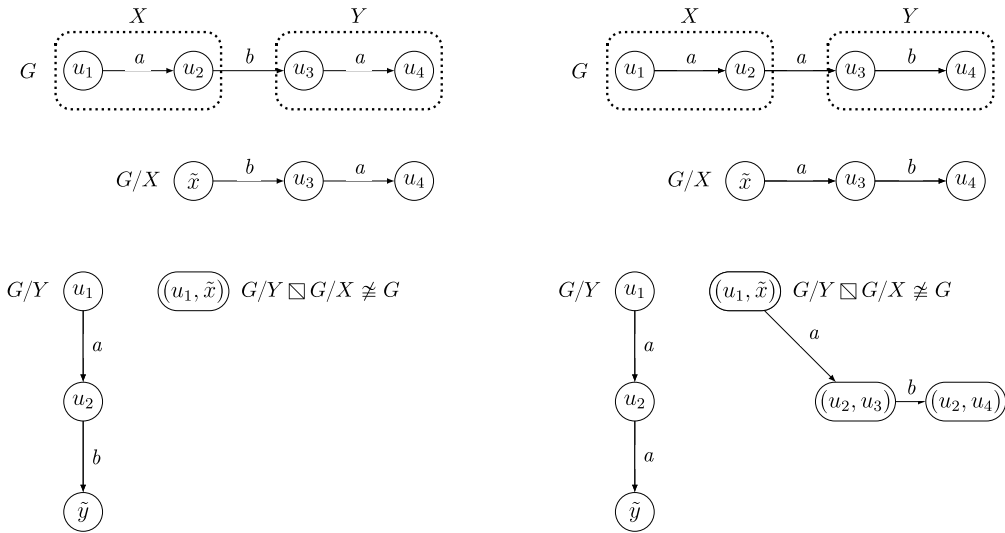 X Y
G u₁ a u₂ b u₃ a u₄
G/X x̃ b u₃ a u₄
G/Y u₁ (u₁, x̃) G/Y ⧅ G/X ≇ G
a
u₂
b
ỹ
X Y
G u₁ a u₂ a u₃ b u₄
G/X x̃ a u₃ b u₄
G/Y u₁ (u₁, x̃) G/Y ⧅ G/X ≇ G
a a
u₂ (u₂, u₃) b (u₂, u₄)
a
ỹ